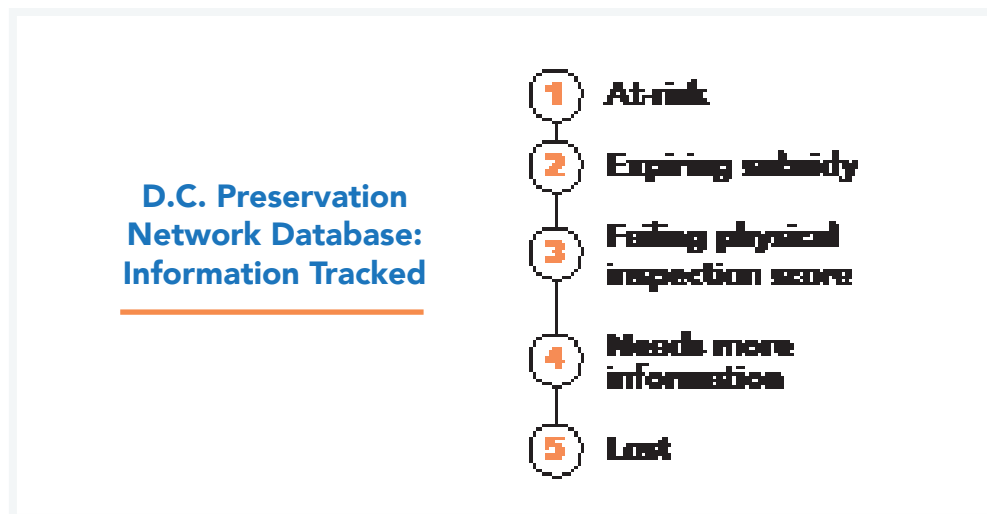 D.C. Preservation
Network Database:
Information Tracked
1 At-risk
2 Expiring subsidy
3 Failing physical
inspection score
4 Needs more
information
5 Lost